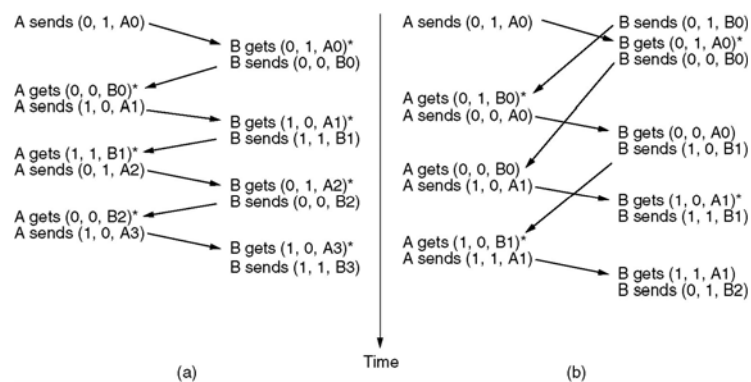 A sends (0, 1, A0)
B gets (0, 1, A0)*
B sends (0, 0, B0)
A gets (0, 0, B0)*
A sends (1, 0, A1)
B gets (1, 0, A1)*
B sends (1, 1, B1)
A gets (1, 1, B1)*
A sends (0, 1, A2)
B gets (0, 1, A2)*
B sends (0, 0, B2)
A gets (0, 0, B2)*
A sends (1, 0, A3)
B gets (1, 0, A3)*
B sends (1, 1, B3)
(a)
Time
A sends (0, 1, A0)
B sends (0, 1, B0)
B gets (0, 1, A0)*
B sends (0, 0, B0)
A gets (0, 1, B0)*
A sends (0, 0, A0)
B gets (0, 0, A0)
B sends (1, 0, B1)
A gets (0, 0, B0)
A sends (1, 0, A1)
B gets (1, 0, A1)*
B sends (1, 1, B1)
A gets (1, 0, B1)*
A sends (1, 1, A1)
B gets (1, 1, A1)
B sends (0, 1, B2)
(b)